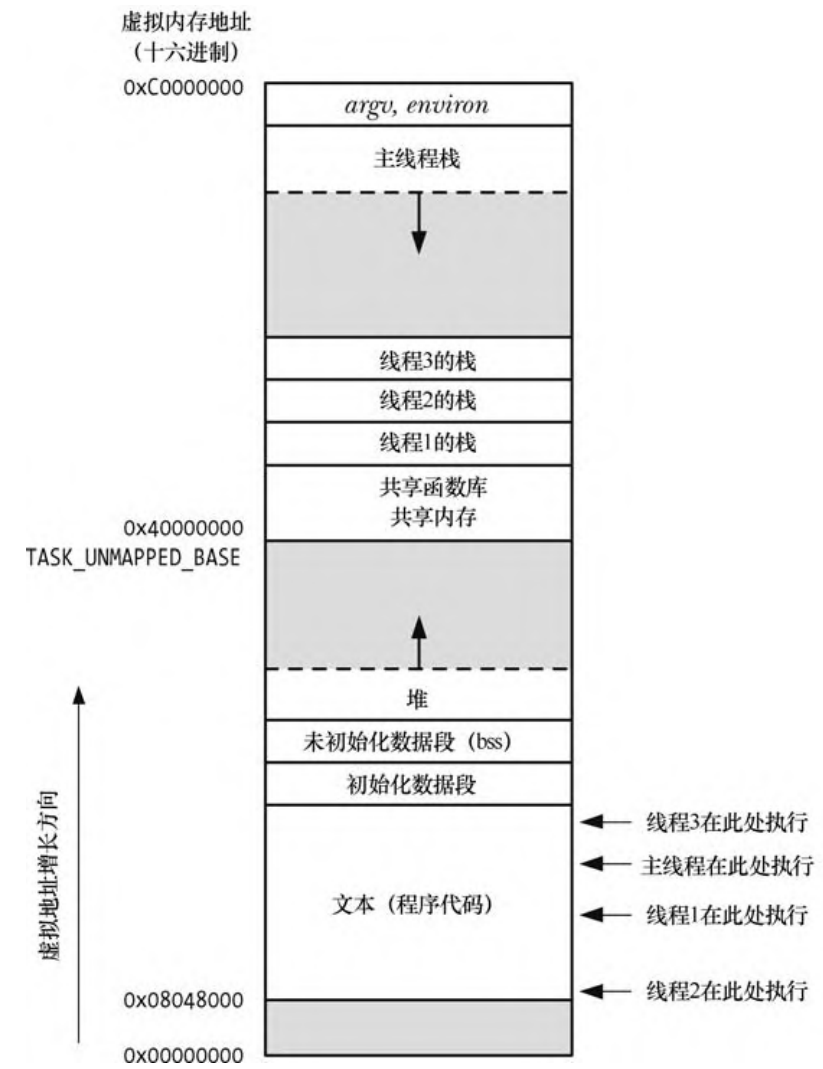 虚拟内存地址
（十六进制）
0xC0000000
argv, environ
主线程栈
线程3的栈
线程2的栈
线程1的栈
共享函数库
共享内存
0x40000000
TASK_UNMAPPED_BASE
堆
未初始化数据段（bss）
初始化数据段
线程3在此处执行
主线程在此处执行
文本（程序代码）
线程1在此处执行
线程2在此处执行
虚拟地址增长方向
0x08048000
0x00000000